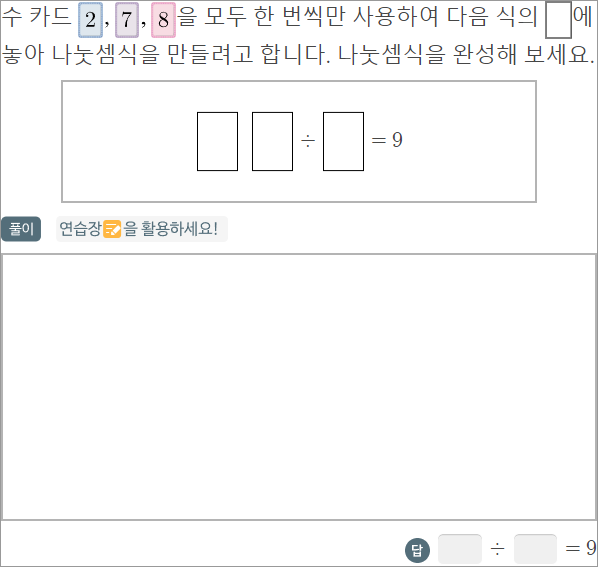 수 카드 2, 7, 8을 모두 한 번씩만 사용하여 다음 식의 □에
놓아 나눗셈식을 만들려고 합니다. 나눗셈식을 완성해 보세요.
□ □ ÷ □ = 9
풀이 연습장을 활용하세요!
답 □ ÷ □ = 9